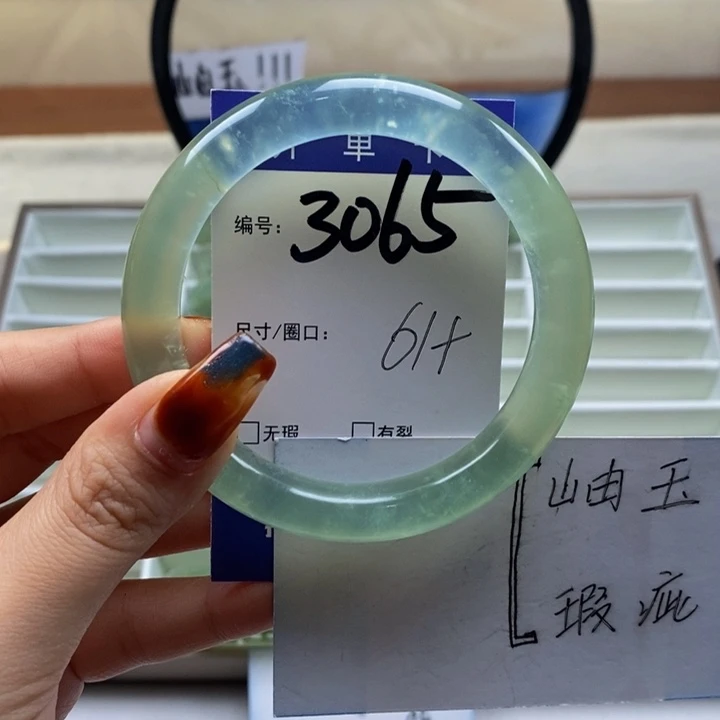 岫玉!!!
单
编号: 3065
尺寸/圈口: 61+
□无瑕 □有裂
岫玉
瑕疵